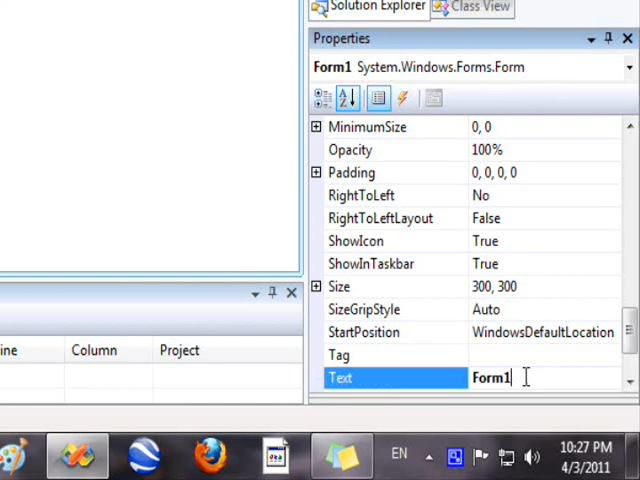 Solution Explorer Class View
Properties
Form1 System.Windows.Forms.Form
MinimumSize 0, 0
Opacity 100%
Padding 0, 0, 0, 0
RightToLeft No
RightToLeftLayout False
ShowIcon True
ShowInTaskbar True
Size 300, 300
SizeGripStyle Auto
StartPosition WindowsDefaultLocation
Tag
Text Form1
Column Project
EN
10:27 PM
4/3/2011